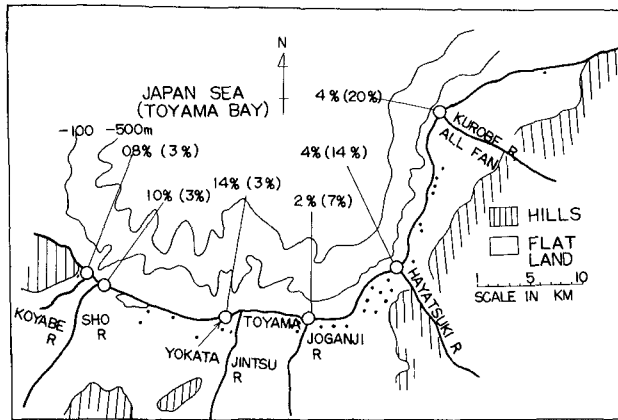 N
JAPAN SEA
(TOYAMA BAY)
4%(20%)
KUROBE R
ALL FAN
-100 -500m
08% (3%)
4%(14%)
14%(3%)
10% (3%)
2%(7%)
HILLS
FLAT
LAND
1 5 10
SCALE IN KM
HAYATSUKI R
KOYABE
R
SHO
R
YOKATA
TOYAMA
JINTSU
R
JOGANJI
R